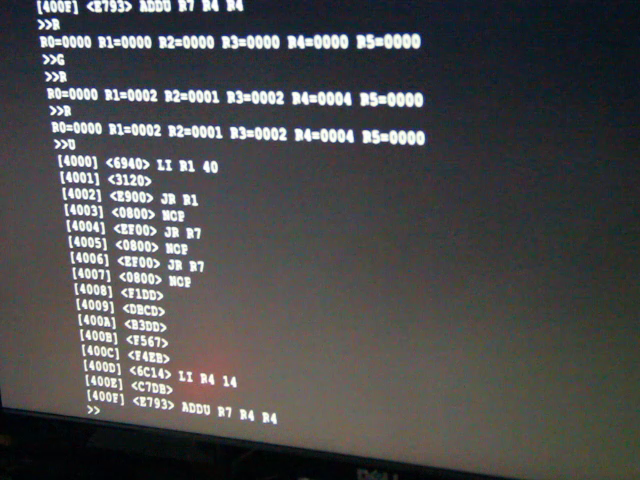 [400F] <E793> ADDU R7 R4 R4
>>R
R0=0000 R1=0000 R2=0000 R3=0000 R4=0000 R5=0000
>>G
>>R
R0=0000 R1=0002 R2=0001 R3=0002 R4=0004 R5=0000
>>R
R0=0000 R1=0002 R2=0001 R3=0002 R4=0004 R5=0000
>>U
[4000] <6940> LI R1 40
[4001] <3120>
[4002] <E900> JR R1
[4003] <0800> NOP
[4004] <EF00> JR R7
[4005] <0800> NOP
[4006] <EF00> JR R7
[4007] <0800> NOP
[4008] <F1DD>
[4009] <DBCD>
[400A] <B3DD>
[400B] <F567>
[400C] <F4EB>
[400D] <6C14> LI R4 14
[400E] <C7DB>
[400F] <E793> ADDU R7 R4 R4
>>
DELL